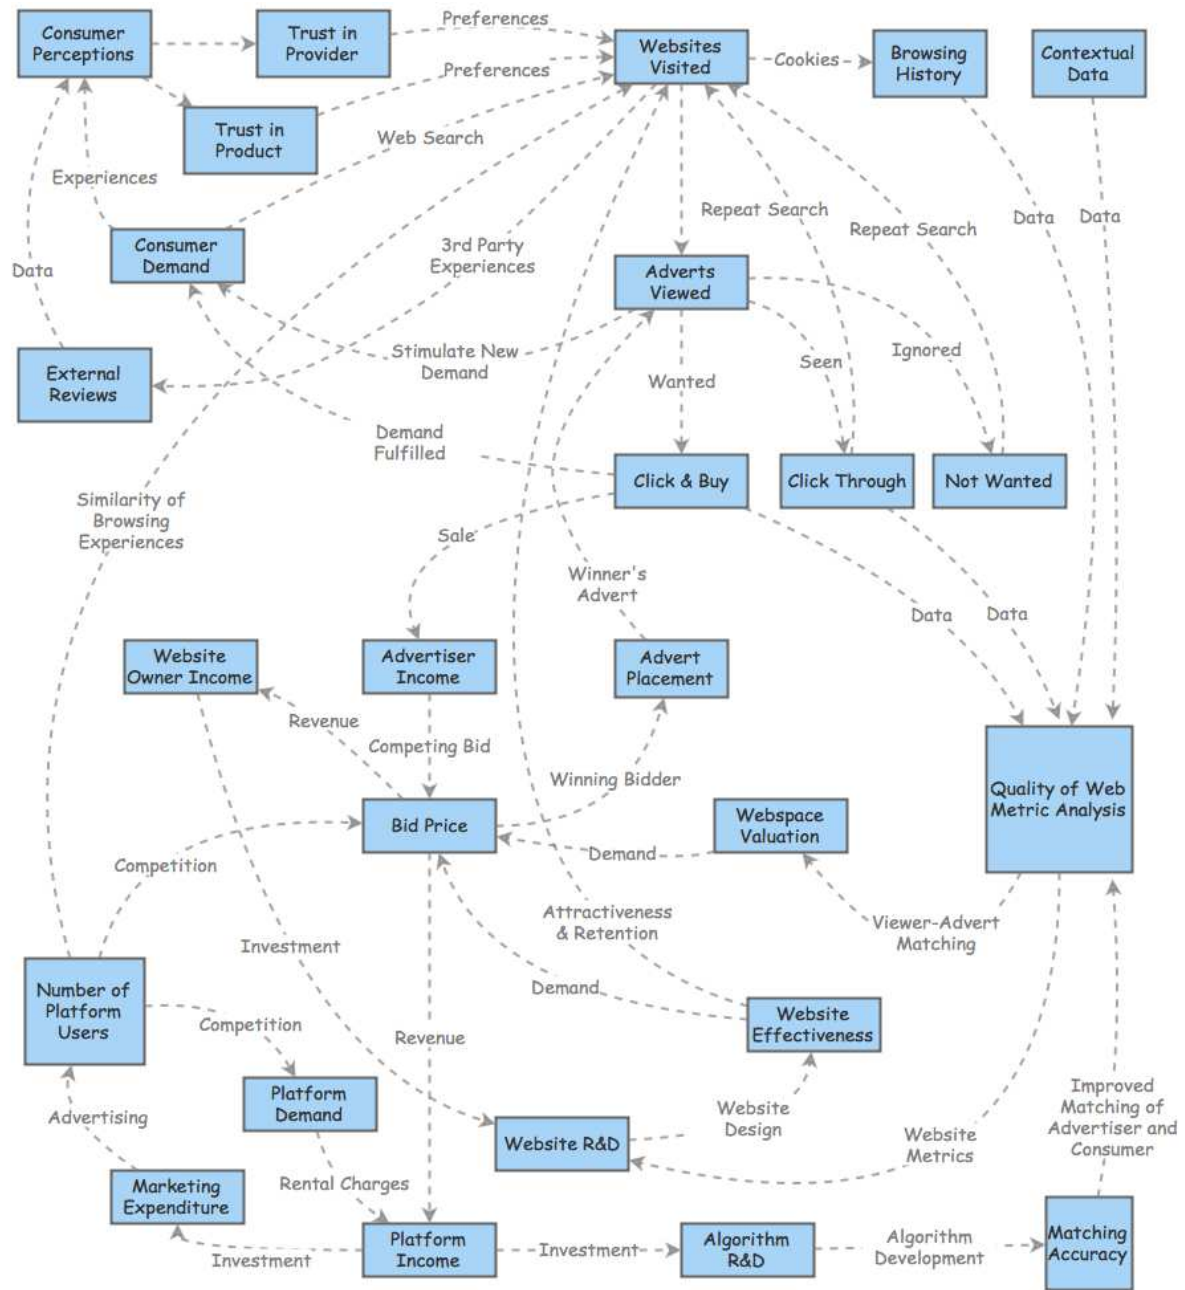 Consumer
Perceptions
Trust in
Provider
Preferences
Websites
Visited
Cookies
Browsing
History
Contextual
Data
Preferences
Trust in
Product
Web Search
Experiences
Repeat Search
Data
Data
Repeat Search
Consumer
Demand
3rd Party
Experiences
Data
Adverts
Viewed
Stimulate New
Demand
Wanted
Seen
Ignored
External
Reviews
Demand
Fulfilled
Click & Buy
Click Through
Not Wanted
Similarity of
Browsing
Experiences
Sale
Winner's
Advert
Data
Data
Website
Owner Income
Advertiser
Income
Advert
Placement
Revenue
Competing Bid
Winning Bidder
Quality of Web
Metric Analysis
Bid Price
Webspace
Valuation
Demand
Competition
Attractiveness
& Retention
Viewer-Advert
Matching
Investment
Number of
Platform
Users
Demand
Website
Effectiveness
Competition
Revenue
Platform
Demand
Advertising
Website
Design
Website R&D
Website
Metrics
Improved
Matching of
Advertiser and
Consumer
Marketing
Expenditure
Rental Charges
Investment
Platform
Income
Investment
Algorithm
R&D
Algorithm
Development
Matching
Accuracy